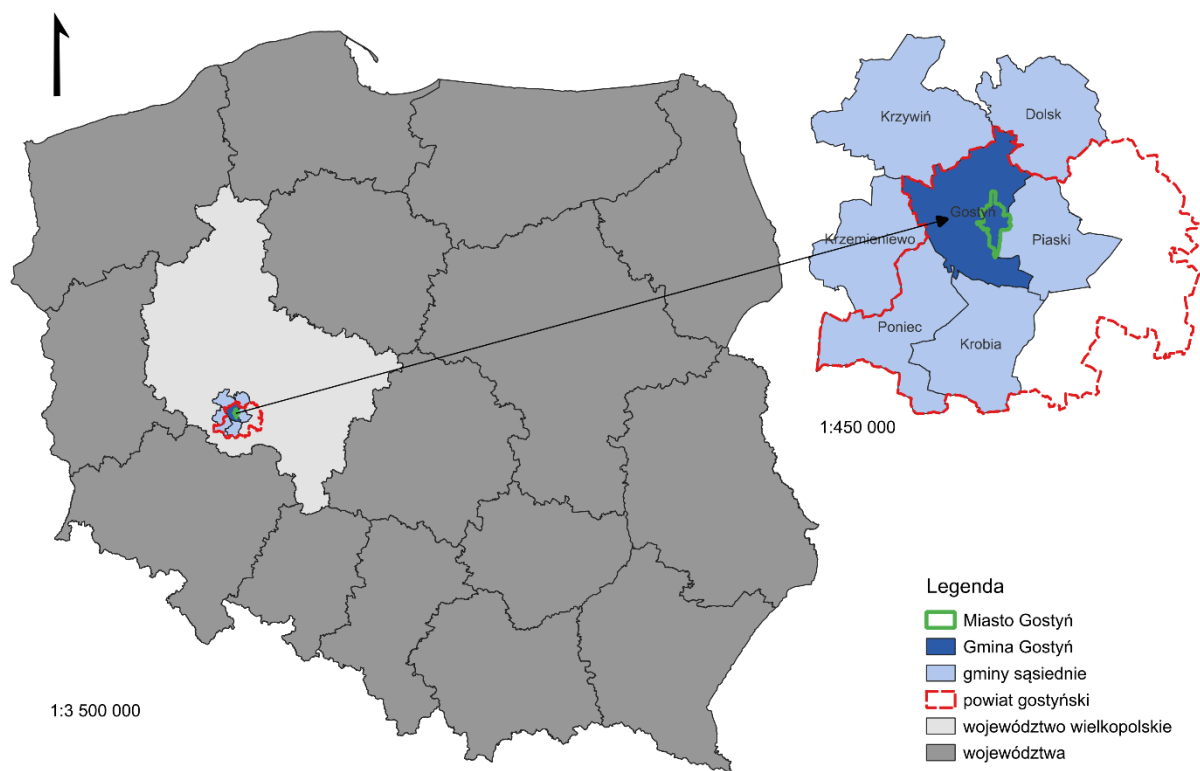 Krzywiń
Dolsk
Gostyń
Krzemieniewo
Piaski
Poniec
Krobia
1:450 000
1:3 500 000
Legenda
Miasto Gostyń
Gmina Gostyń
gminy sąsiednie
powiat gostyński
województwo wielkopolskie
województwa